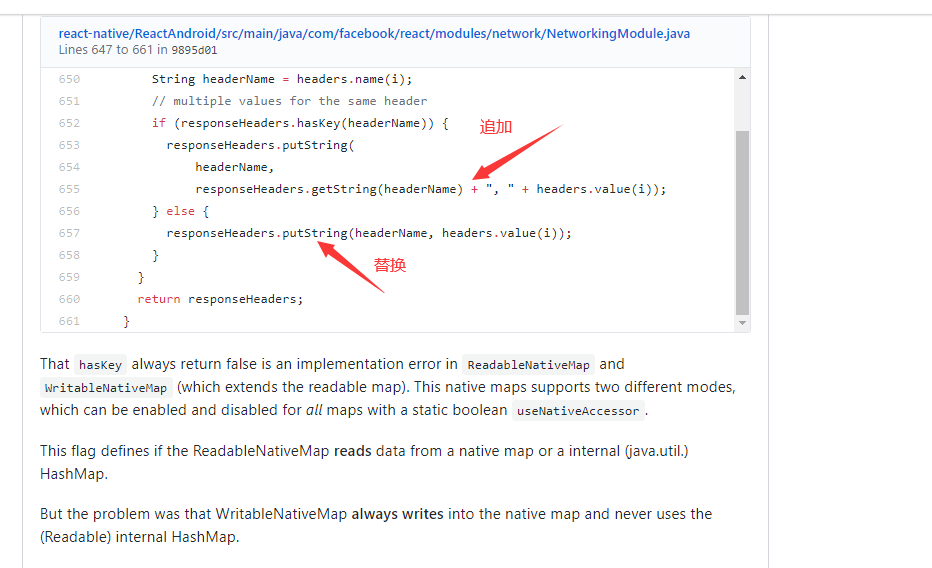 react-native/ReactAndroid/src/main/java/com/facebook/react/modules/network/NetworkingModule.java
Lines 647 to 661 in 9895d01
650 String headerName = headers.name(i);
651 // multiple values for the same header
652 if (responseHeaders.hasKey(headerName)) {
追加
653 responseHeaders.putString(
654 headerName,
655 responseHeaders.getString(headerName) + ", " + headers.value(i));
656 } else {
657 responseHeaders.putString(headerName, headers.value(i));
658 }
替换
659 }
660 return responseHeaders;
661 }
That hasKey always return false is an implementation error in ReadableNativeMap and
WritableNativeMap (which extends the readable map). This native maps supports two different modes,
which can be enabled and disabled for all maps with a static boolean useNativeAccessor .
This flag defines if the ReadableNativeMap reads data from a native map or a internal (java.util.)
HashMap.
But the problem was that WritableNativeMap always writes into the native map and never uses the
(Readable) internal HashMap.